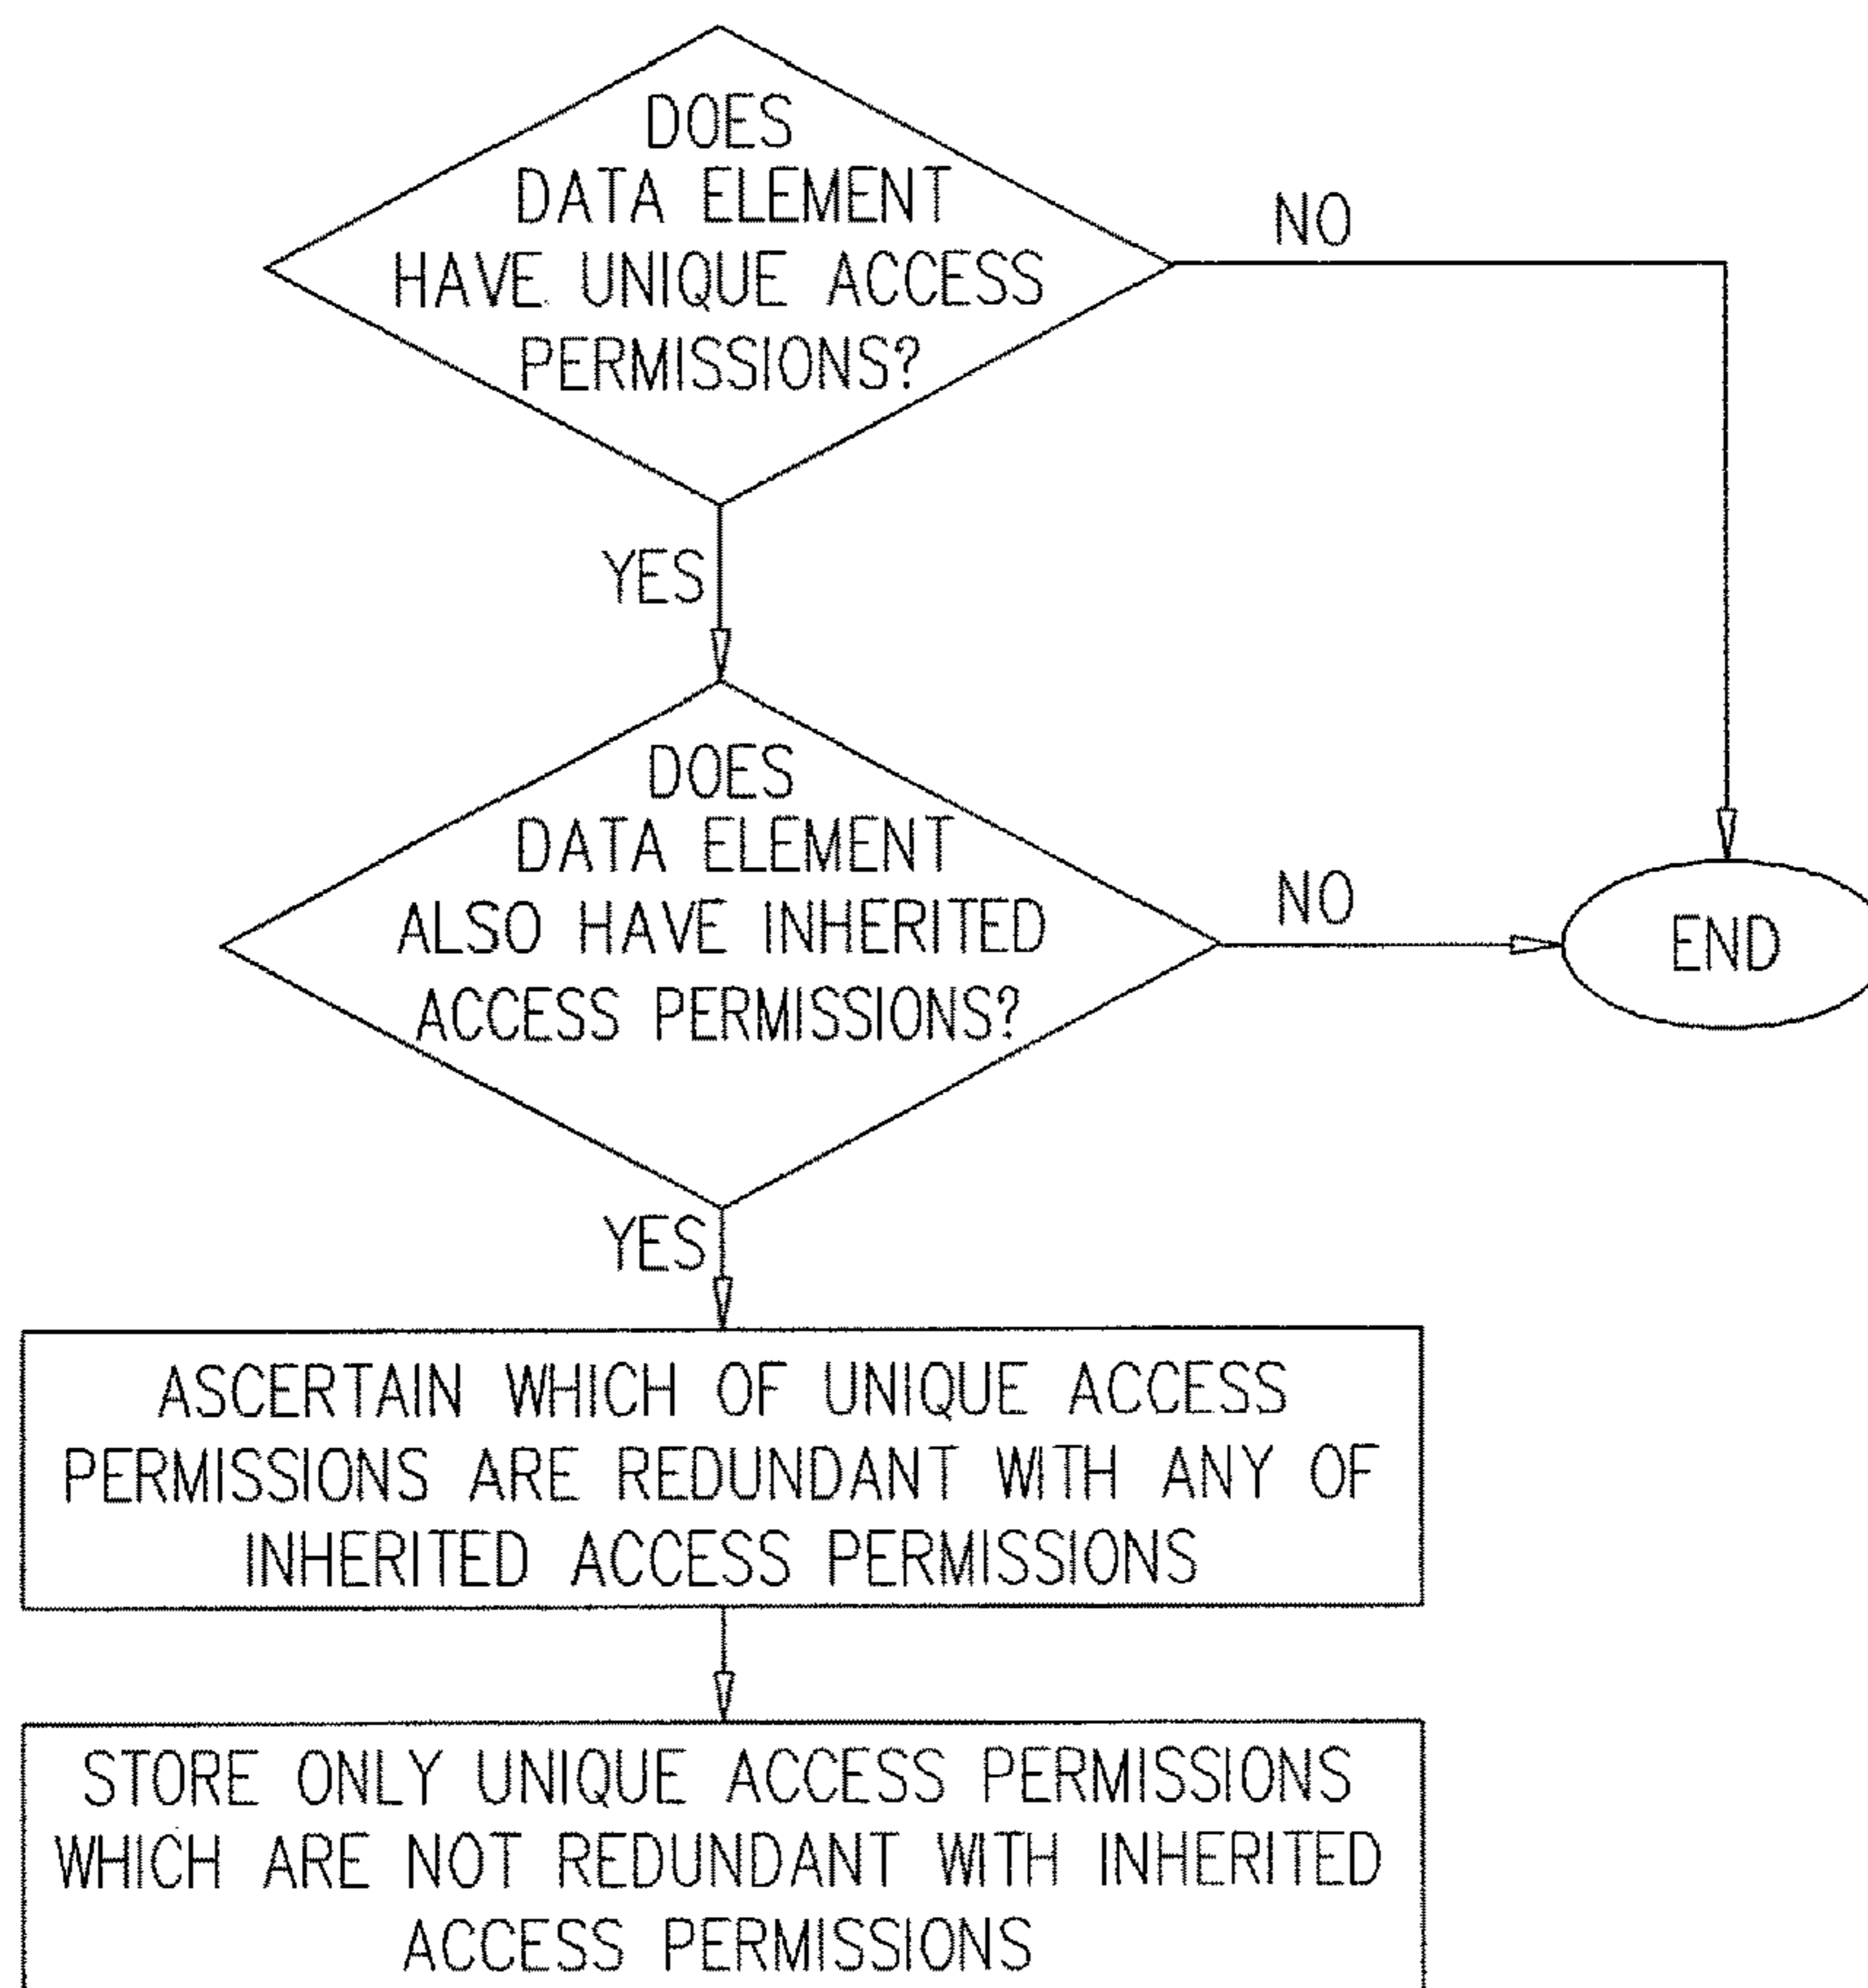 DOES
DATA ELEMENT
HAVE UNIQUE ACCESS
PERMISSIONS?
NO
YES
DOES
DATA ELEMENT
ALSO HAVE INHERITED
ACCESS PERMISSIONS?
NO
END
YES
ASCERTAIN WHICH OF UNIQUE ACCESS
PERMISSIONS ARE REDUNDANT WITH ANY OF
INHERITED ACCESS PERMISSIONS
STORE ONLY UNIQUE ACCESS PERMISSIONS
WHICH ARE NOT REDUNDANT WITH INHERITED
ACCESS PERMISSIONS